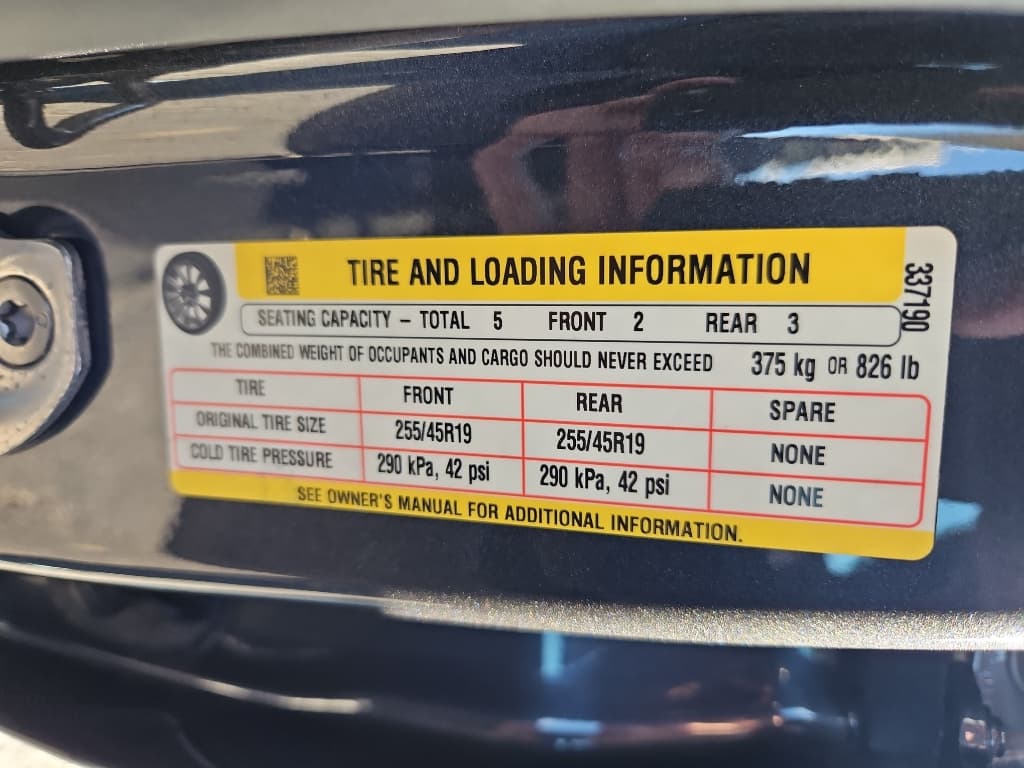 TIRE AND LOADING INFORMATION
337190
SEATING CAPACITY – TOTAL 5 FRONT 2 REAR 3
THE COMBINED WEIGHT OF OCCUPANTS AND CARGO SHOULD NEVER EXCEED 375 kg OR 826 lb
TIRE FRONT REAR SPARE
ORIGINAL TIRE SIZE 255/45R19 255/45R19 NONE
COLD TIRE PRESSURE 290 kPa, 42 psi 290 kPa, 42 psi NONE
SEE OWNER'S MANUAL FOR ADDITIONAL INFORMATION.